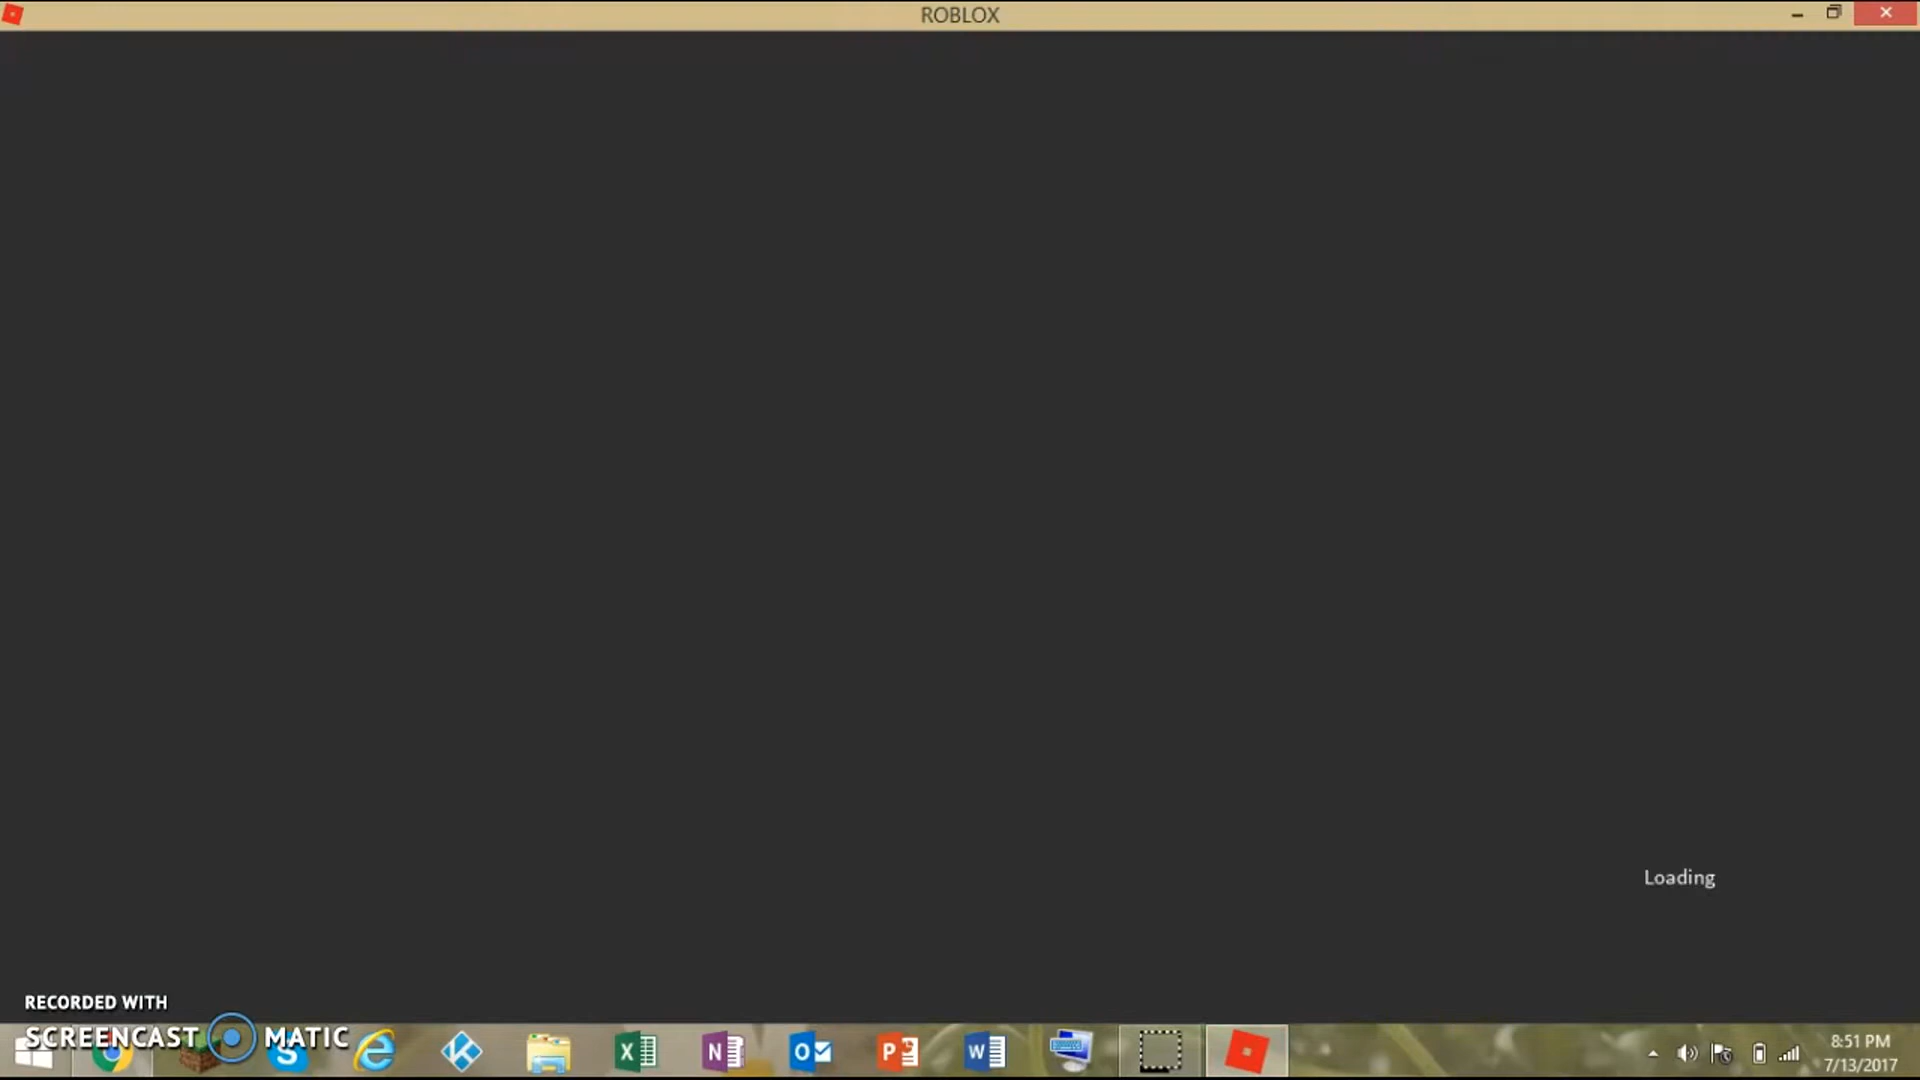 ROBLOX
Loading
RECORDED WITH
SCREENCAST MATIC
8:51 PM
7/13/2017